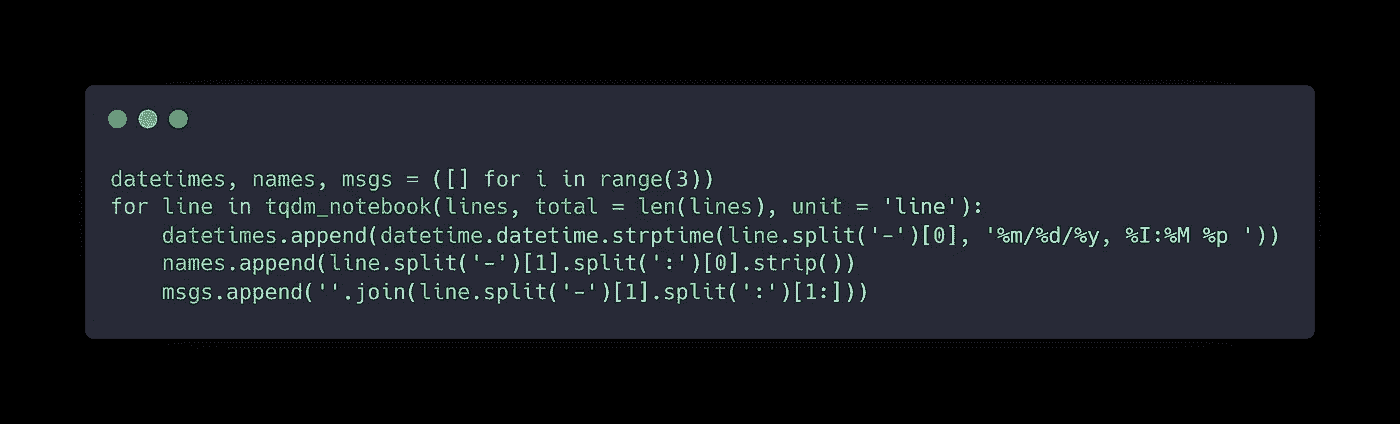 datetimes, names, msgs = ([] for i in range(3))
for line in tqdm_notebook(lines, total = len(lines), unit = 'line'):
    datetimes.append(datetime.datetime.strptime(line.split('-')[0], '%m/%d/%y, %I:%M %p '))
    names.append(line.split('-')[1].split(':')[0].strip())
    msgs.append(''.join(line.split('-')[1].split(':')[1:]))